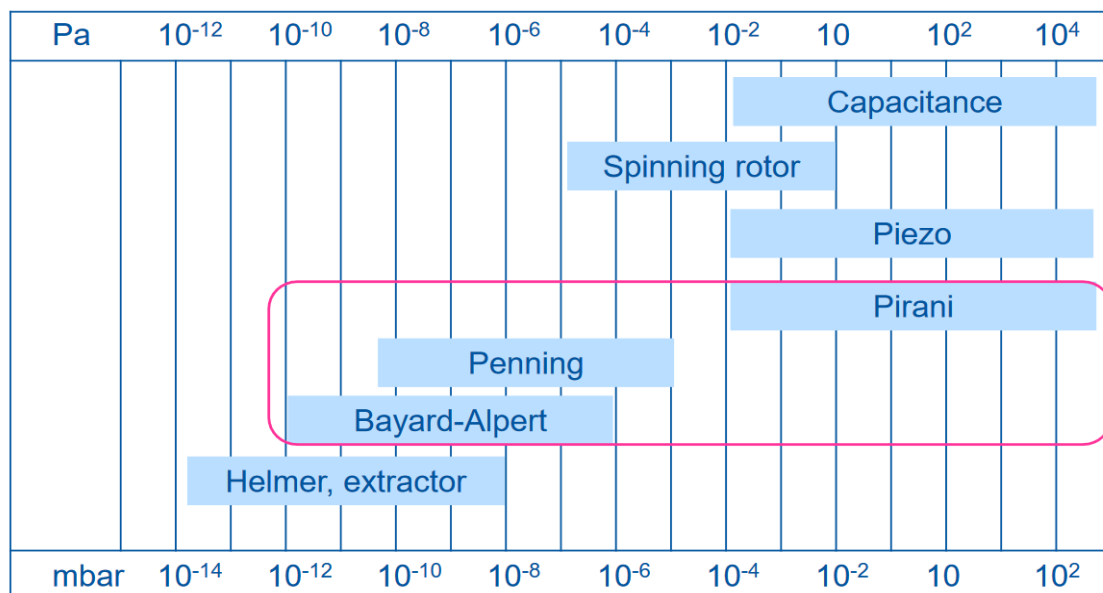 Pa 10⁻¹² 10⁻¹⁰ 10⁻⁸ 10⁻⁶ 10⁻⁴ 10⁻² 10 10² 10⁴
Capacitance
Spinning rotor
Piezo
Pirani
Penning
Bayard-Alpert
Helmer, extractor
mbar 10⁻¹⁴ 10⁻¹² 10⁻¹⁰ 10⁻⁸ 10⁻⁶ 10⁻⁴ 10⁻² 10 10²